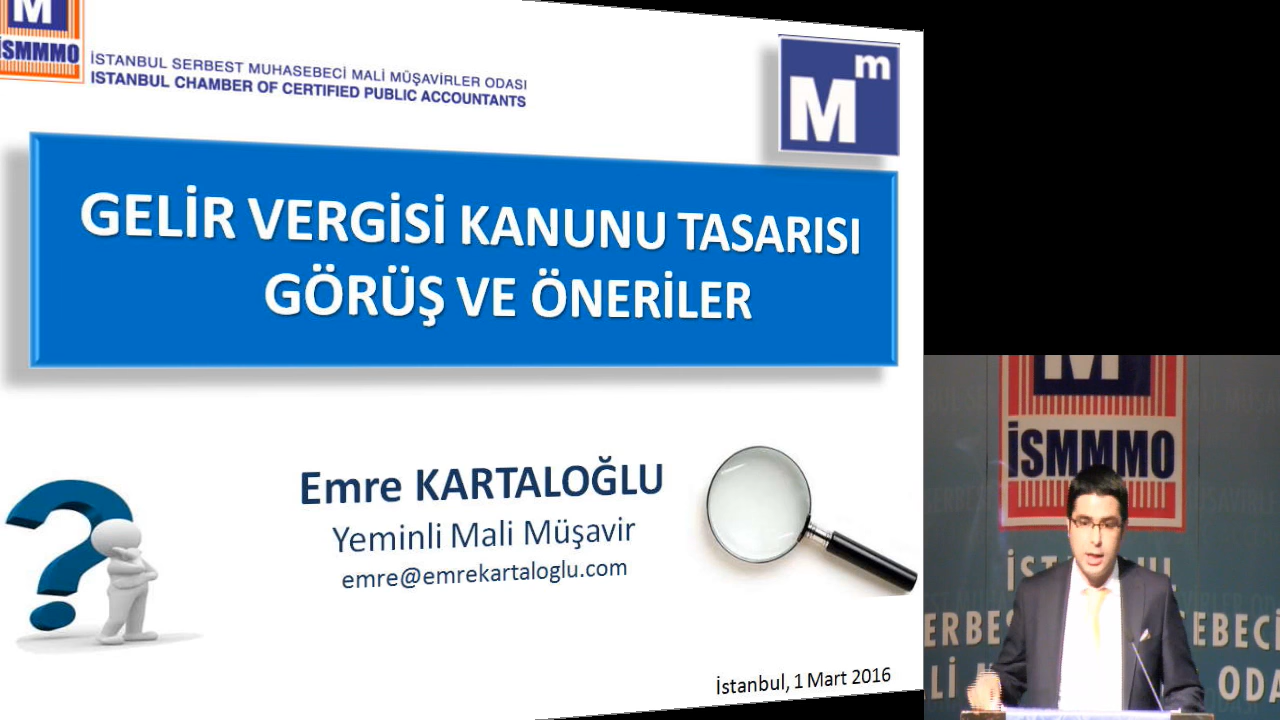 M
İSMMMO
İSTANBUL SERBEST MUHASEBECİ MALİ MÜŞAVİRLER ODASI
ISTANBUL CHAMBER OF CERTIFIED PUBLIC ACCOUNTANTS
Mm
GELİR VERGİSİ KANUNU TASARISI
GÖRÜŞ VE ÖNERİLER
Emre KARTALOĞLU
Yeminli Mali Müşavir
emre@emrekartaloglu.com
İstanbul, 1 Mart 2016
M
İSMMMO